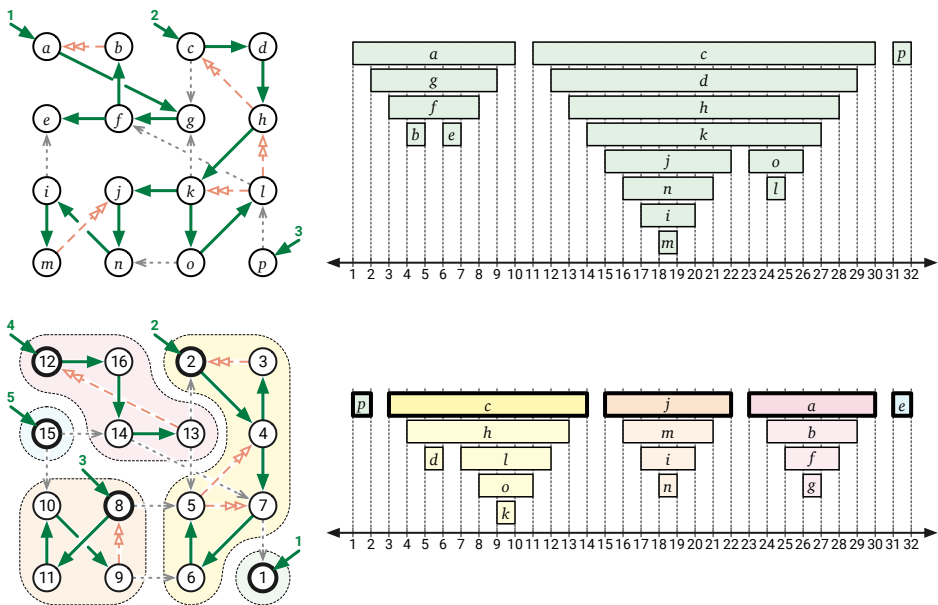 1 2
a b c d
e f g h
i j k l
3
m n o p
a c p
g d
f h
b e k
j o
n l
i
m
1 2 3 4 5 6 7 8 9 10 11 12 13 14 15 16 17 18 19 20 21 22 23 24 25 26 27 28 29 30 31 32
4 2
12 16 2 3
5
15 14 13 4
3
10 8 5 7
1
11 9 6 1
p c j a e
h m b
d l i f
o n g
k
1 2 3 4 5 6 7 8 9 10 11 12 13 14 15 16 17 18 19 20 21 22 23 24 25 26 27 28 29 30 31 32